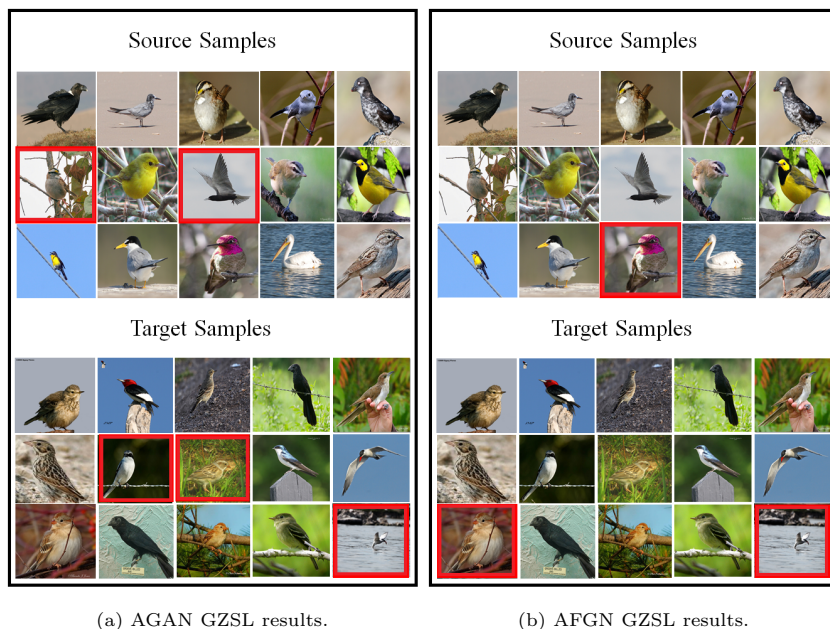 Source Samples
Target Samples
(a) AGAN GZSL results.
Source Samples
Target Samples
(b) AFGN GZSL results.